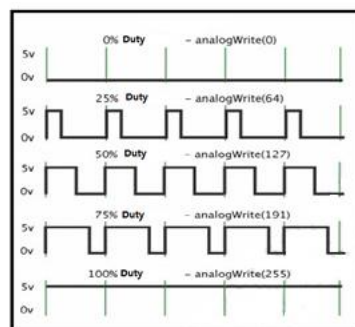 0% Duty - analogWrite(0)
5v
0v
25% Duty - analogWrite(64)
5v
0v
50% Duty - analogWrite(127)
5v
0v
75% Duty - analogWrite(191)
5v
0v
100% Duty - analogWrite(255)
5v
0v